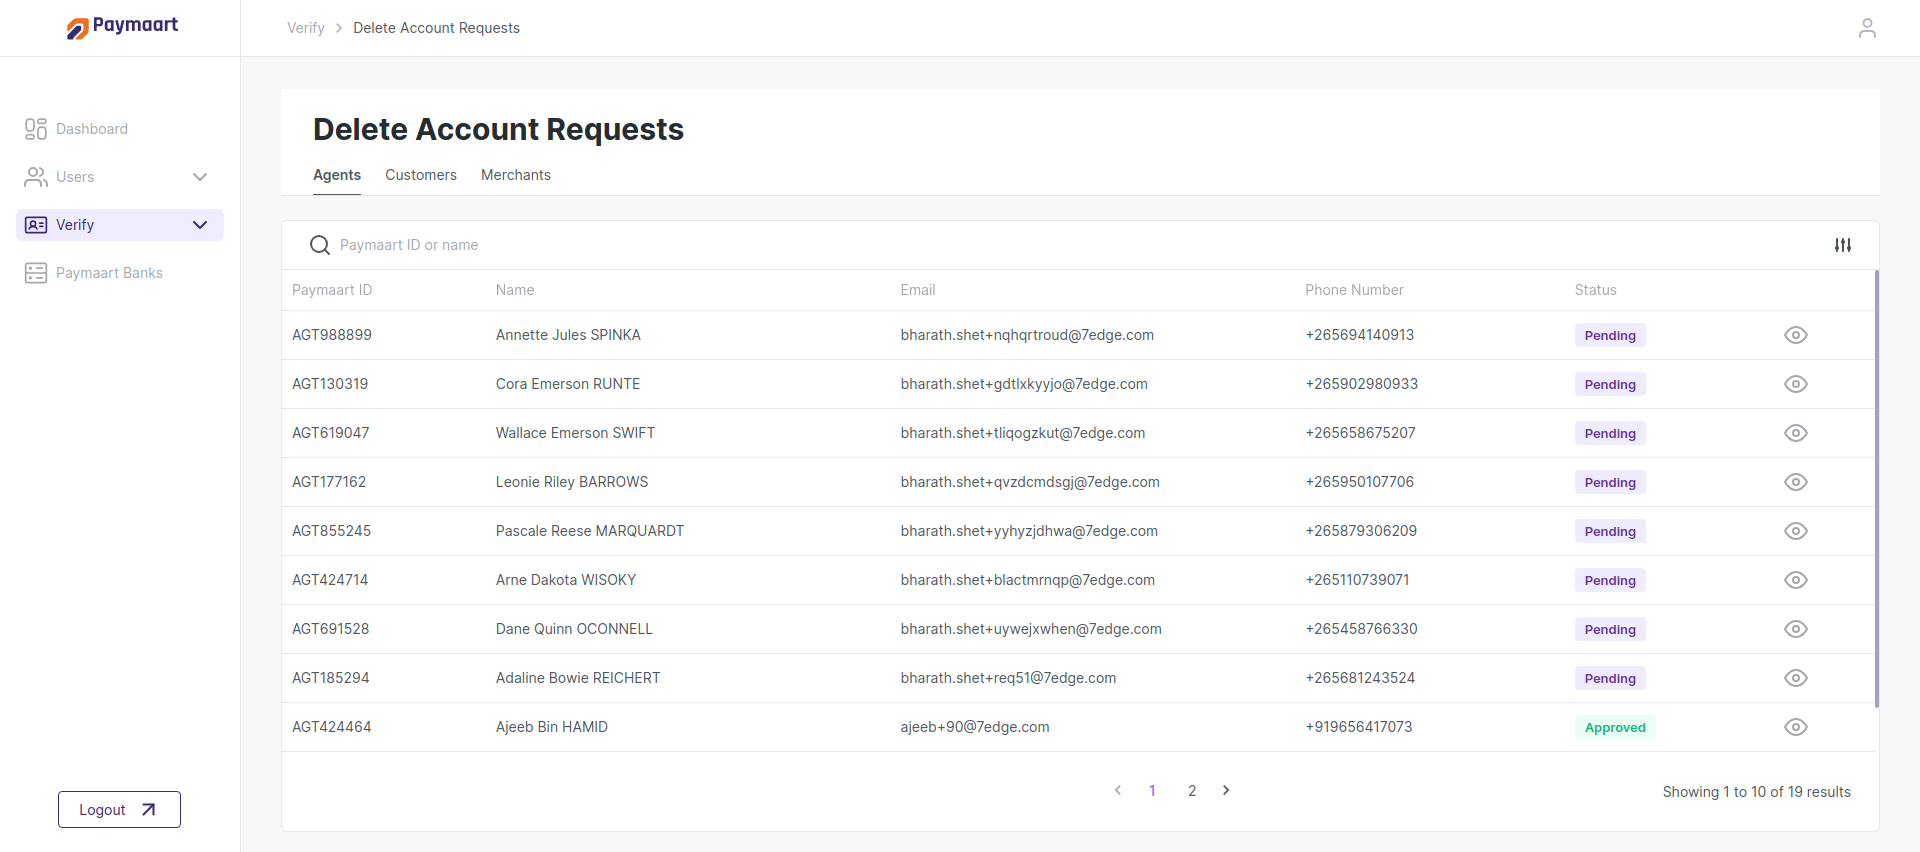 Paymaart
Verify > Delete Account Requests
Dashboard
Users
Verify
Paymaart Banks
Logout
Delete Account Requests
Agents Customers Merchants
Paymaart ID or name
Paymaart ID Name Email Phone Number Status
AGT988899 Annette Jules SPINKA bharath.shet+nqhqrtroud@7edge.com +265694140913 Pending
AGT130319 Cora Emerson RUNTE bharath.shet+gdtlxkyyjo@7edge.com +265902980933 Pending
AGT619047 Wallace Emerson SWIFT bharath.shet+tliqogzkut@7edge.com +265658675207 Pending
AGT177162 Leonie Riley BARROWS bharath.shet+qvzdcmdsgj@7edge.com +265950107706 Pending
AGT855245 Pascale Reese MARQUARDT bharath.shet+yyhyzjdhwa@7edge.com +265879306209 Pending
AGT424714 Arne Dakota WISOKY bharath.shet+blactmrnqp@7edge.com +265110739071 Pending
AGT691528 Dane Quinn OCONNELL bharath.shet+uywejxwhen@7edge.com +265458766330 Pending
AGT185294 Adaline Bowie REICHERT bharath.shet+req51@7edge.com +265681243524 Pending
AGT424464 Ajeeb Bin HAMID ajeeb+90@7edge.com +919656417073 Approved
< 1 2 >
Showing 1 to 10 of 19 results